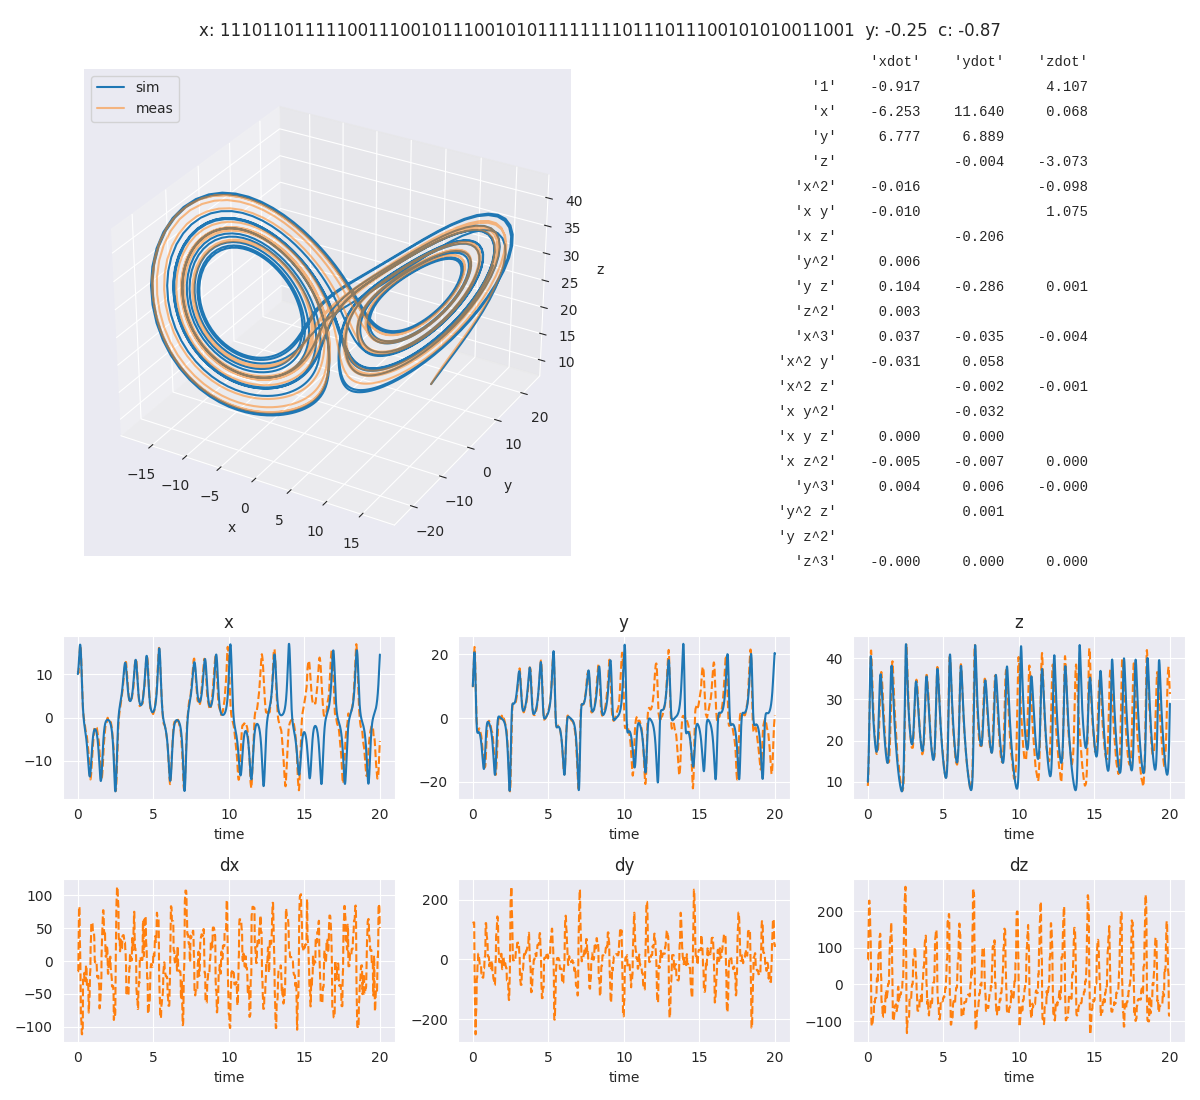 x: 111011011111001110010111001010111111110111011100101010011001  y: -0.25  c: -0.87
sim
meas
40
35
30
25
20
15
10
z
20
10
0
−10
−20
y
−15
−10
−5
0
5
10
15
x
'xdot' 'ydot' 'zdot'
'1' -0.917 4.107
'x' -6.253 11.640 0.068
'y' 6.777 6.889
'z' -0.004 -3.073
'x^2' -0.016 -0.098
'x y' -0.010 1.075
'x z' -0.206
'y^2' 0.006
'y z' 0.104 -0.286 0.001
'z^2' 0.003
'x^3' 0.037 -0.035 -0.004
'x^2 y' -0.031 0.058
'x^2 z' -0.002 -0.001
'x y^2' -0.032
'x y z' 0.000 0.000
'x z^2' -0.005 -0.007 0.000
'y^3' 0.004 0.006 -0.000
'y^2 z' 0.001
'y z^2'
'z^3' -0.000 0.000 0.000
x
10
0
−10
0 5 10 15 20
time
y
20
0
−20
0 5 10 15 20
time
z
40
30
20
10
0 5 10 15 20
time
dx
100
50
0
−50
−100
0 5 10 15 20
time
dy
200
0
−200
0 5 10 15 20
time
dz
200
100
0
−100
0 5 10 15 20
time